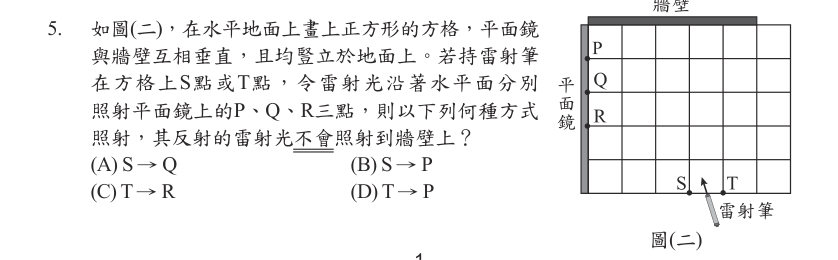 5. 如圖(二)，在水平地面上畫上正方形的方格，平面鏡
與牆壁互相垂直，且均豎立於地面上。若持雷射筆
在方格上S點或T點，令雷射光沿著水平面分別
照射平面鏡上的P、Q、R三點，則以下列何種方式
照射，其反射的雷射光不會照射到牆壁上？
(A) S→Q (B) S→P
(C) T→R (D) T→P
牆壁
平面鏡
P
Q
R
S T
雷射筆
圖(二)
1